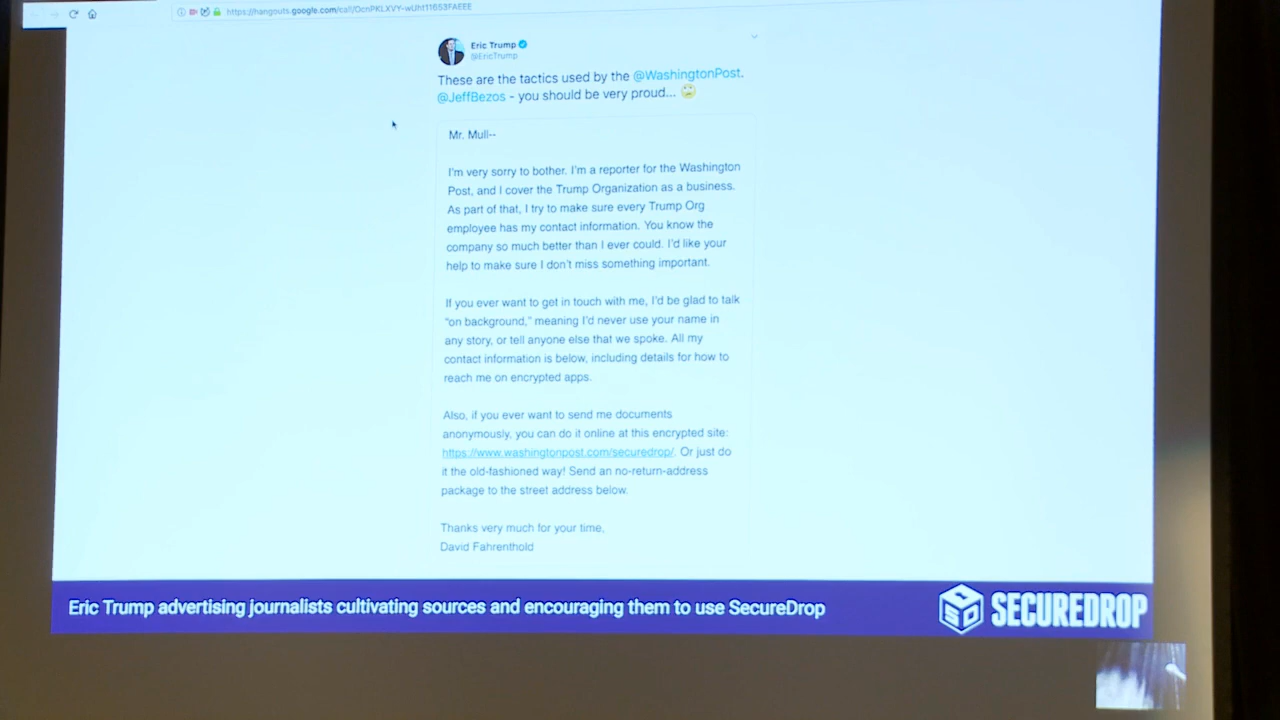 https://hangouts.google.com/call/
Eric Trump
@EricTrump
These are the tactics used by the @WashingtonPost.
@JeffBezos - you should be very proud...
Mr. Mull--
I'm very sorry to bother. I'm a reporter for the Washington
Post, and I cover the Trump Organization as a business.
As part of that, I try to make sure every Trump Org
employee has my contact information. You know the
company so much better than I ever could. I'd like your
help to make sure I don't miss something important.
If you ever want to get in touch with me, I'd be glad to talk
"on background," meaning I'd never use your name in
any story, or tell anyone else that we spoke. All my
contact information is below, including details for how to
reach me on encrypted apps.
Also, if you ever want to send me documents
anonymously, you can do it online at this encrypted site:
https://www.washingtonpost.com/securedrop/. Or just do
it the old-fashioned way! Send an no-return-address
package to the street address below.
Thanks very much for your time,
David Fahrenthold
Eric Trump advertising journalists cultivating sources and encouraging them to use SecureDrop
SECUREDROP